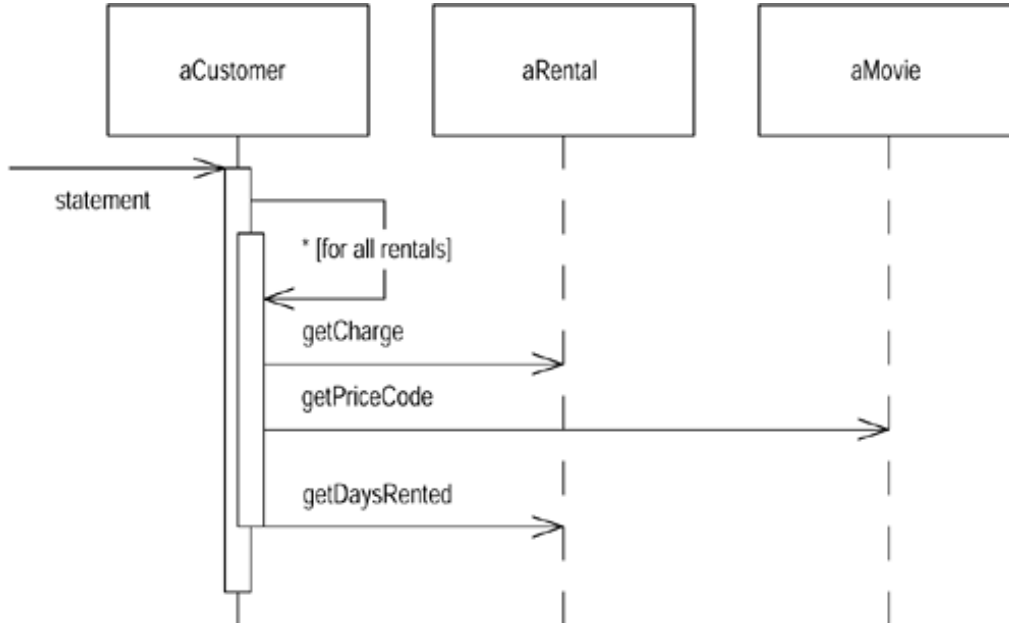 aCustomer
aRental
aMovie
statement
* [for all rentals]
getCharge
getPriceCode
getDaysRented